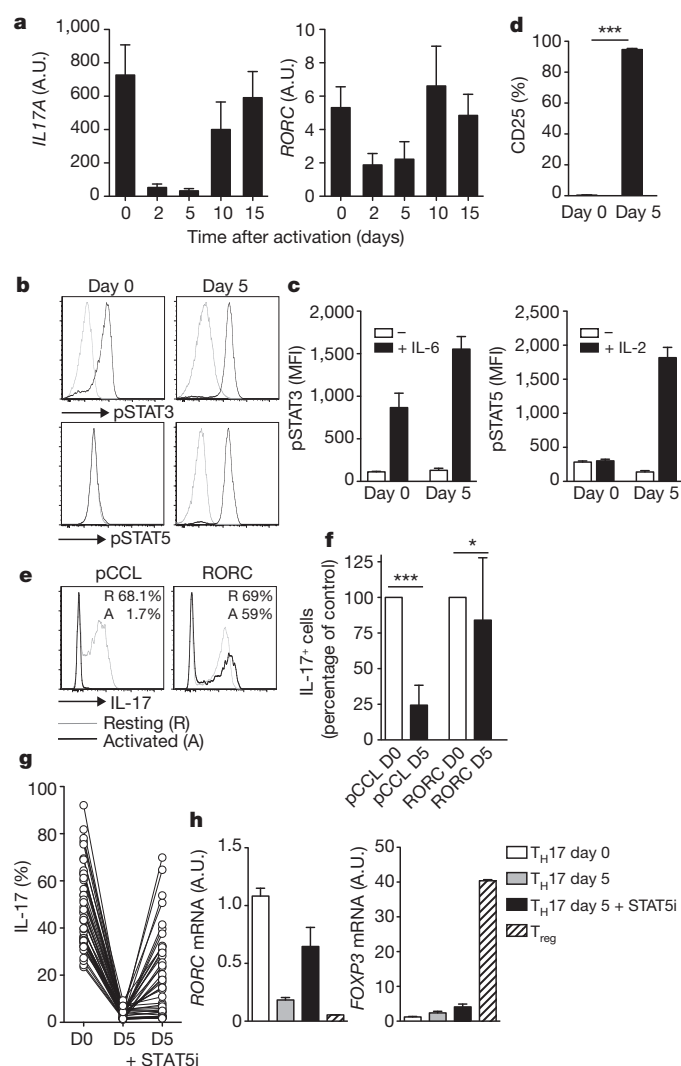 a
IL17A (A.U.)
1,000
800
600
400
200
0
0 2 5 10 15
RORC (A.U.)
10
8
6
4
2
0
0 2 5 10 15
Time after activation (days)
d
***
CD25 (%)
100
80
60
40
20
0
Day 0 Day 5
b
Day 0 Day 5
pSTAT3
pSTAT5
c
pSTAT3 (MFI)
2,000
1,500
1,000
500
0
–
+ IL-6
Day 0 Day 5
pSTAT5 (MFI)
2,500
2,000
1,500
1,000
500
0
–
+ IL-2
Day 0 Day 5
e
pCCL RORC
R 68.1%
A 1.7%
R 69%
A 59%
IL-17
Resting (R)
Activated (A)
f
IL-17+ cells
(percentage of control)
125
100
75
50
25
0
***
*
pCCL D0
pCCL D5
RORC D0
RORC D5
g
IL-17 (%)
100
80
60
40
20
0
D0 D5 D5
+ STAT5i
h
RORC mRNA (A.U.)
1.5
1.0
0.5
0
FOXP3 mRNA (A.U.)
50
40
30
20
10
0
TH17 day 0
TH17 day 5
TH17 day 5 + STAT5i
Treg